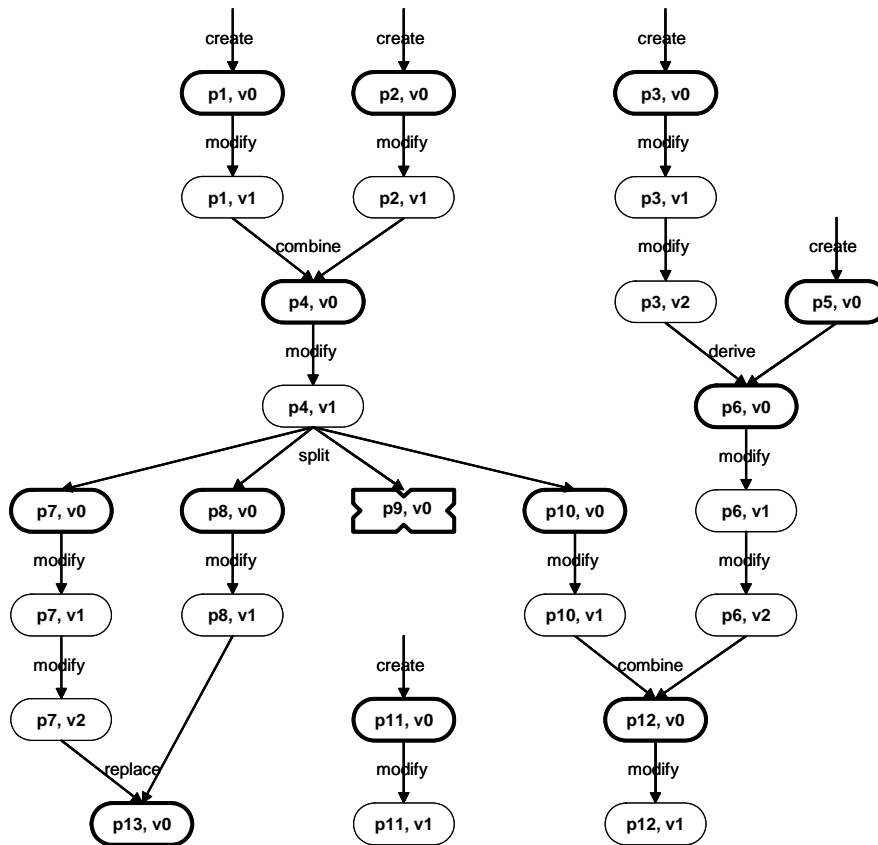 create
create
create
p1, v0
p2, v0
p3, v0
modify
modify
modify
p1, v1
p2, v1
p3, v1
combine
modify
create
p4, v0
p3, v2
p5, v0
modify
derive
p4, v1
p6, v0
split
modify
p7, v0
p8, v0
p9, v0
p10, v0
p6, v1
modify
modify
modify
modify
p7, v1
p8, v1
p10, v1
p6, v2
modify
create
combine
p7, v2
p11, v0
p12, v0
replace
modify
modify
p13, v0
p11, v1
p12, v1